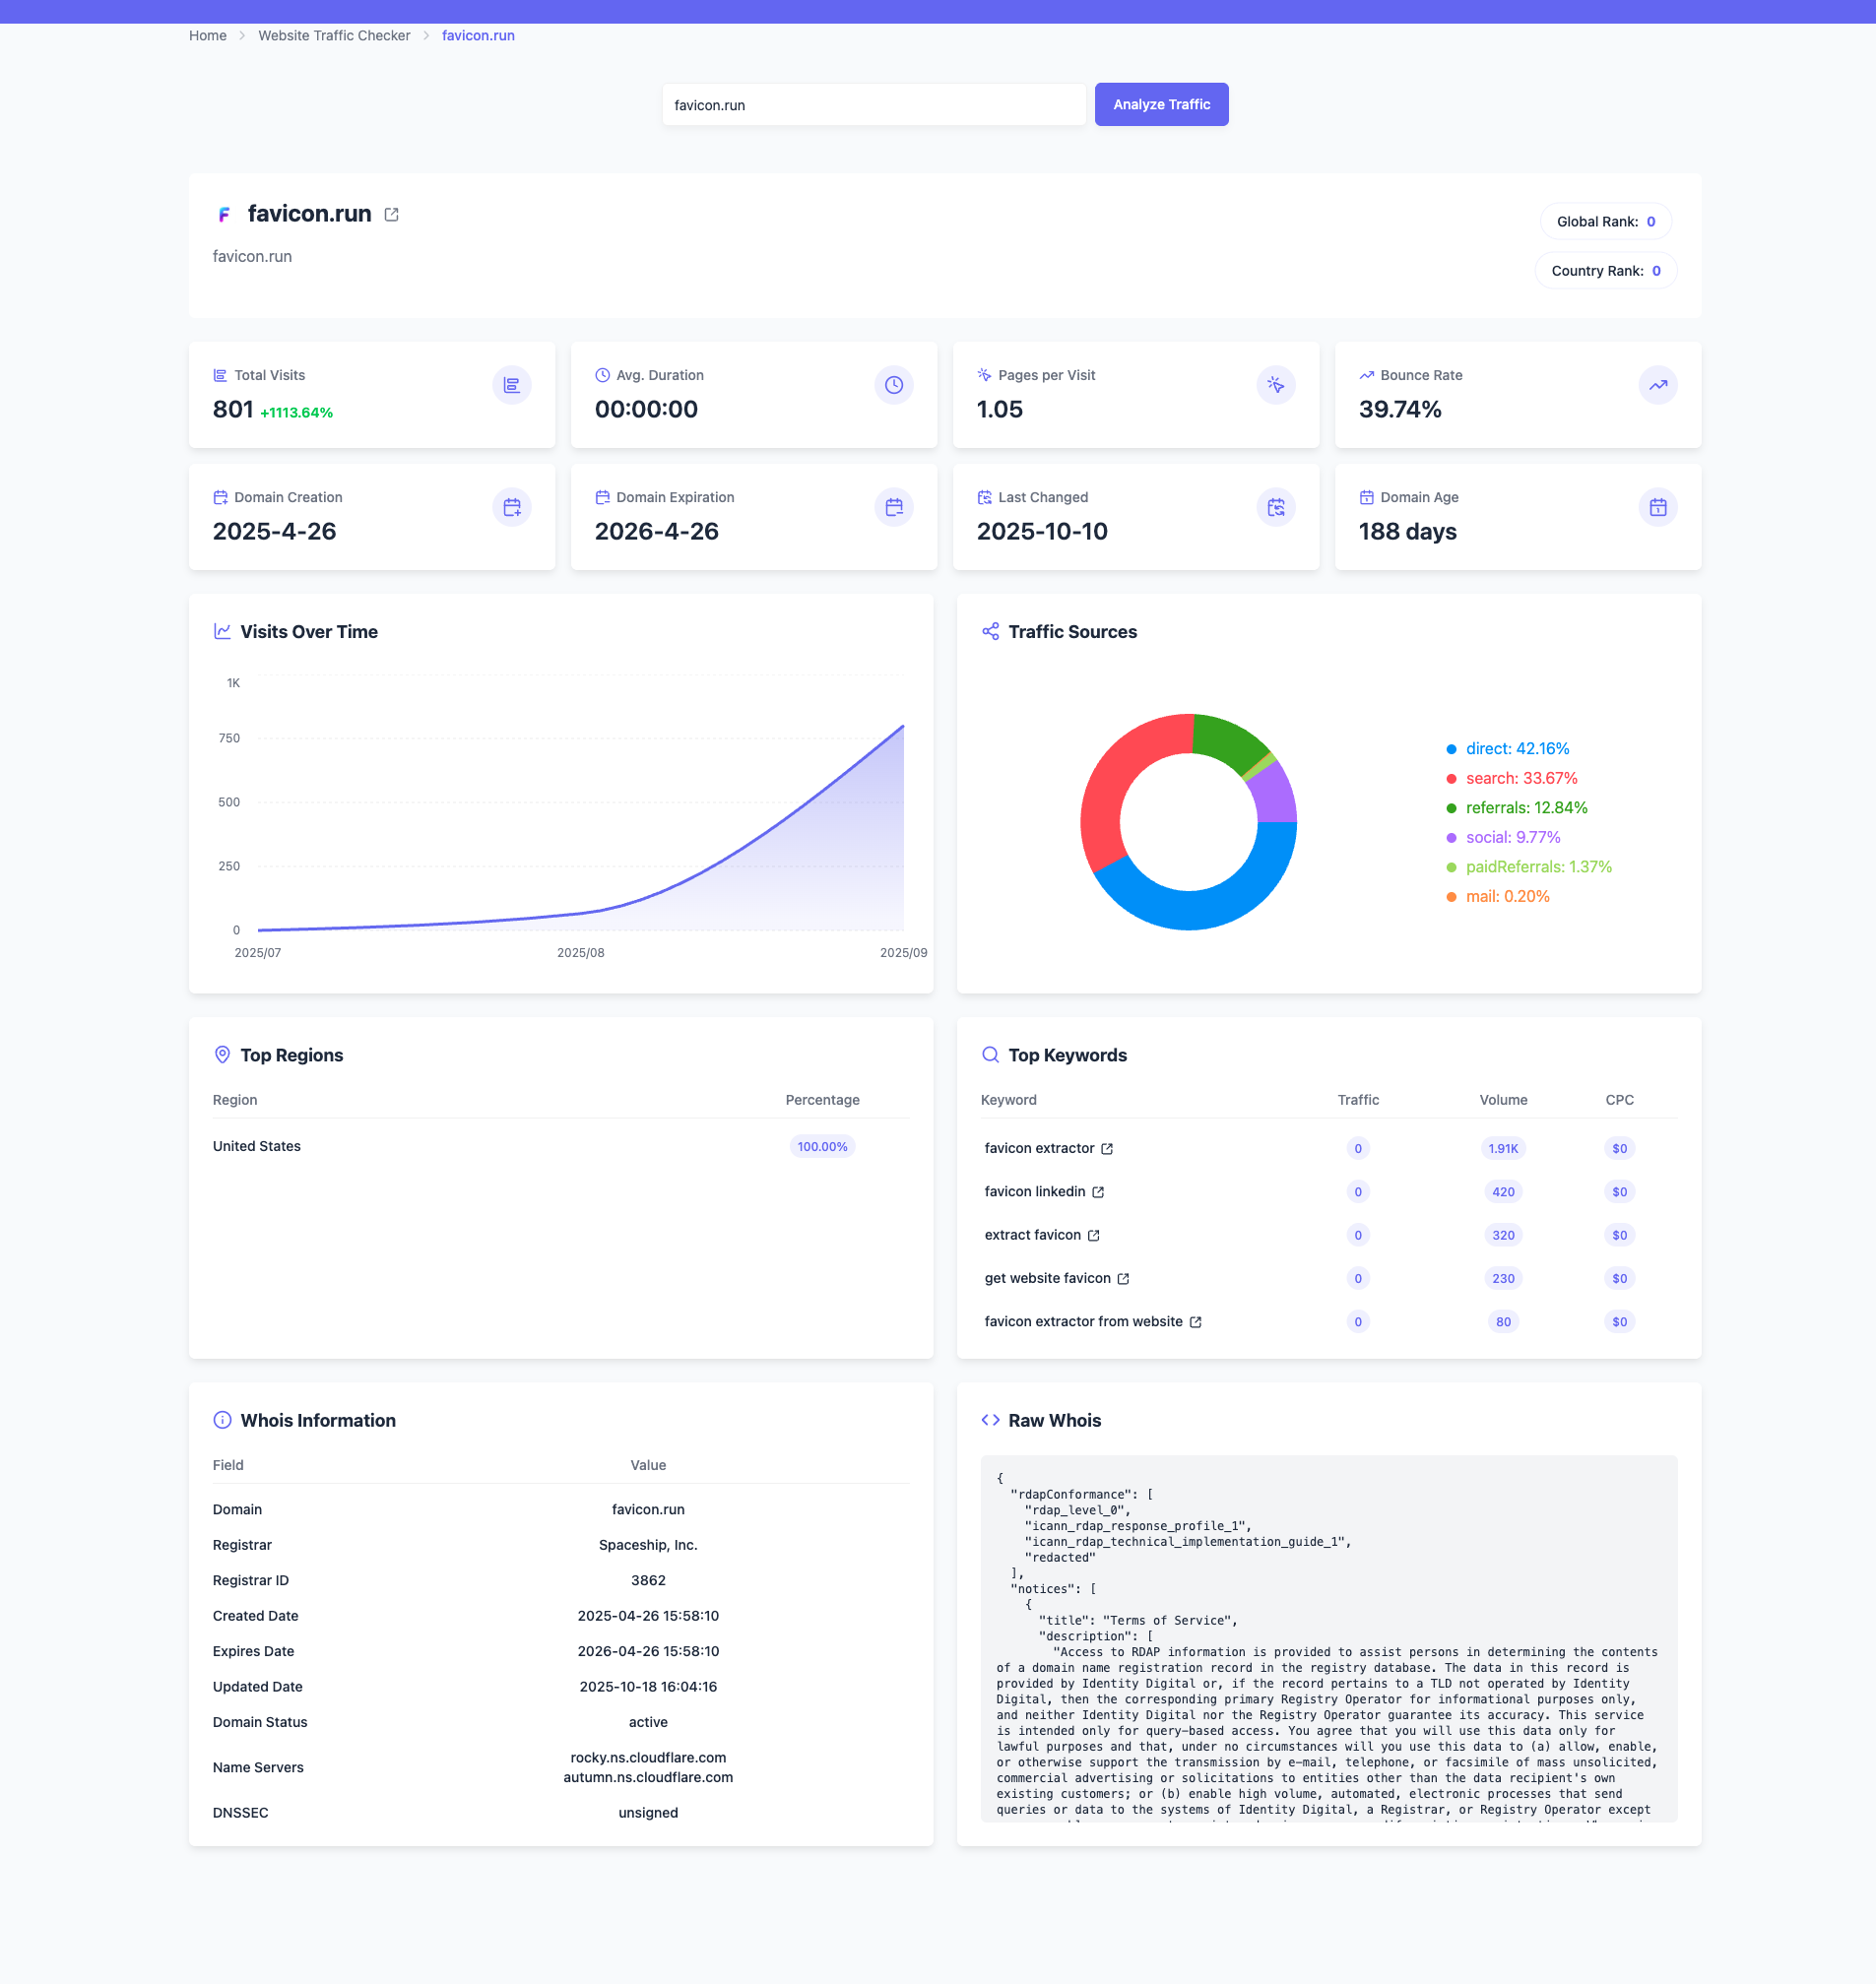 Home > Website Traffic Checker > favicon.run
favicon.run
Analyze Traffic
favicon.run
favicon.run
Global Rank: 0
Country Rank: 0
Total Visits
801 +1113.64%
Avg. Duration
00:00:00
Pages per Visit
1.05
Bounce Rate
39.74%
Domain Creation
2025-4-26
Domain Expiration
2026-4-26
Last Changed
2025-10-10
Domain Age
188 days
Visits Over Time
1K
750
500
250
0
2025/07 2025/08 2025/09
Traffic Sources
direct: 42.16%
search: 33.67%
referrals: 12.84%
social: 9.77%
paidReferrals: 1.37%
mail: 0.20%
Top Regions
Region Percentage
United States 100.00%
Top Keywords
Keyword Traffic Volume CPC
favicon extractor 0 1.91K $0
favicon linkedin 0 420 $0
extract favicon 0 320 $0
get website favicon 0 230 $0
favicon extractor from website 0 80 $0
Whois Information
Field Value
Domain favicon.run
Registrar Spaceship, Inc.
Registrar ID 3862
Created Date 2025-04-26 15:58:10
Expires Date 2026-04-26 15:58:10
Updated Date 2025-10-18 16:04:16
Domain Status active
Name Servers rocky.ns.cloudflare.com
autumn.ns.cloudflare.com
DNSSEC unsigned
Raw Whois
{
"rdapConformance": [
"rdap_level_0",
"icann_rdap_response_profile_1",
"icann_rdap_technical_implementation_guide_1",
"redacted"
],
"notices": [
{
"title": "Terms of Service",
"description": [
"Access to RDAP information is provided to assist persons in determining the contents
of a domain name registration record in the registry database. The data in this record is
provided by Identity Digital or, if the record pertains to a TLD not operated by Identity
Digital, then the corresponding primary Registry Operator for informational purposes only,
and neither Identity Digital nor the Registry Operator guarantee its accuracy. This service
is intended only for query-based access. You agree that you will use this data only for
lawful purposes and that, under no circumstances will you use this data to (a) allow, enable,
or otherwise support the transmission by e-mail, telephone, or facsimile of mass unsolicited,
commercial advertising or solicitations to entities other than the data recipient's own
existing customers; or (b) enable high volume, automated, electronic processes that send
queries or data to the systems of Identity Digital, a Registrar, or Registry Operator except